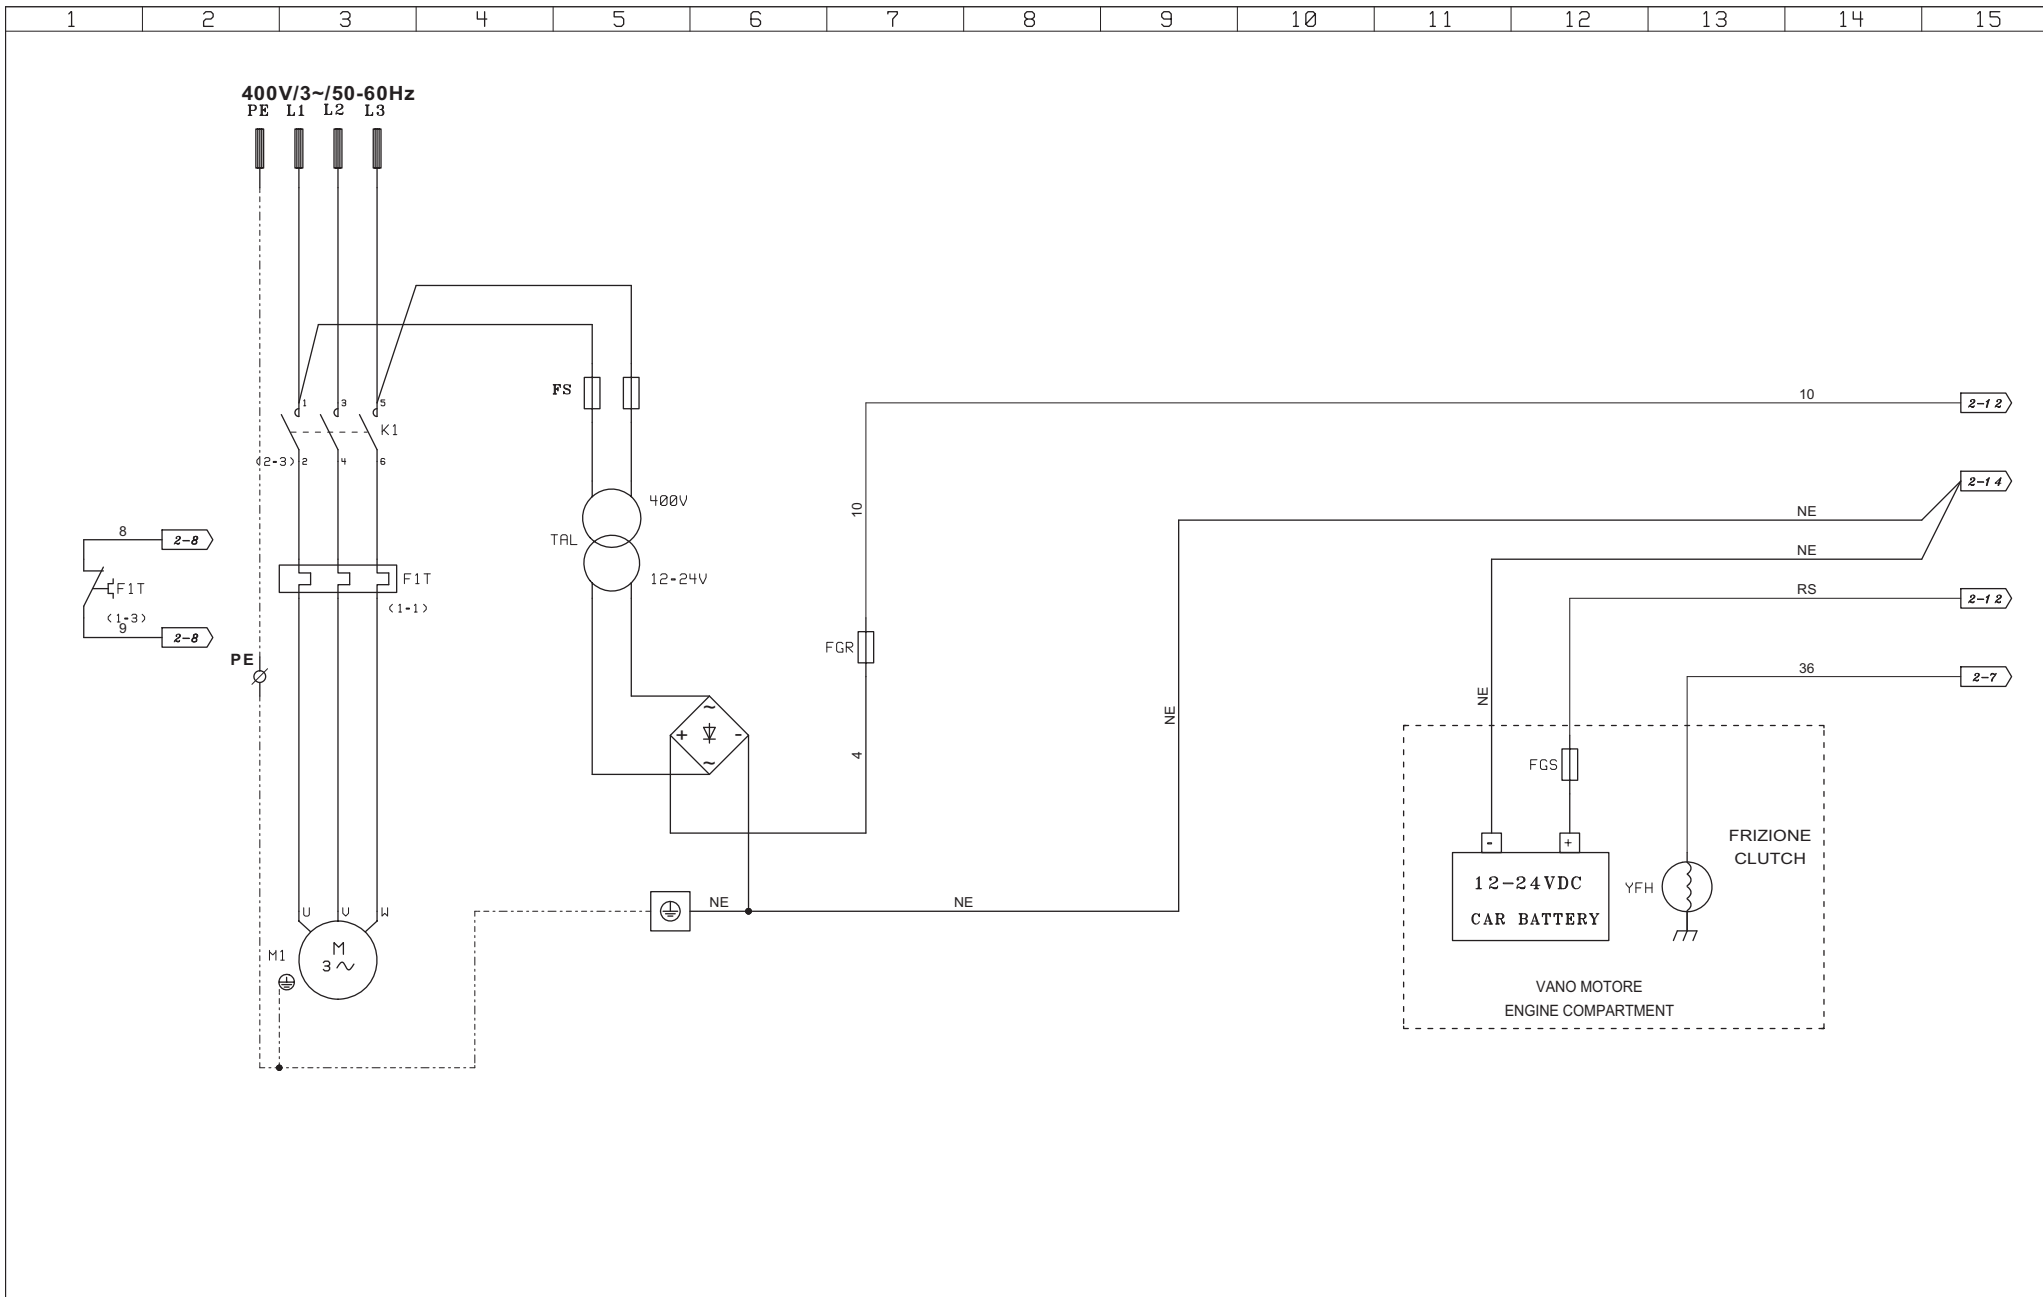 1 2 3 4 5 6 7 8 9 10 11 12 13 14 15
400V/3~/50-60Hz
PE L1 L2 L3
FS
1 3 5
K1
(2-3) 2 4 6
10
2-12
400V
TAL
12-24V
10
NE
2-14
NE
8
2-8
F1T
(1-3)
9
2-8
F1T
(1-1)
RS
2-12
PE
FGR
36
2-7
NE
NE
4
+ ~ ~ -
FGS
- +
12-24VDC
CAR BATTERY
YFH
FRIZIONE
CLUTCH
U V W
M1
M
3~
NE
NE
VANO MOTORE
ENGINE COMPARTMENT